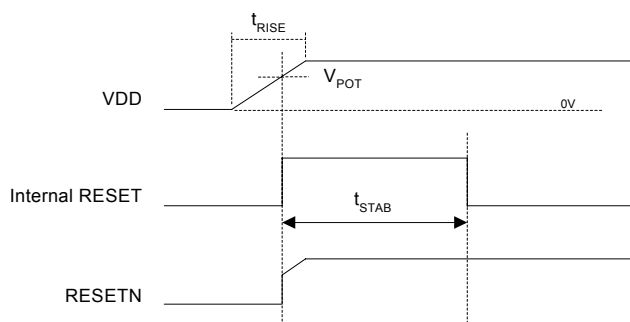 tRISE
VPOT
VDD
0V
Internal RESET
tSTAB
RESETN